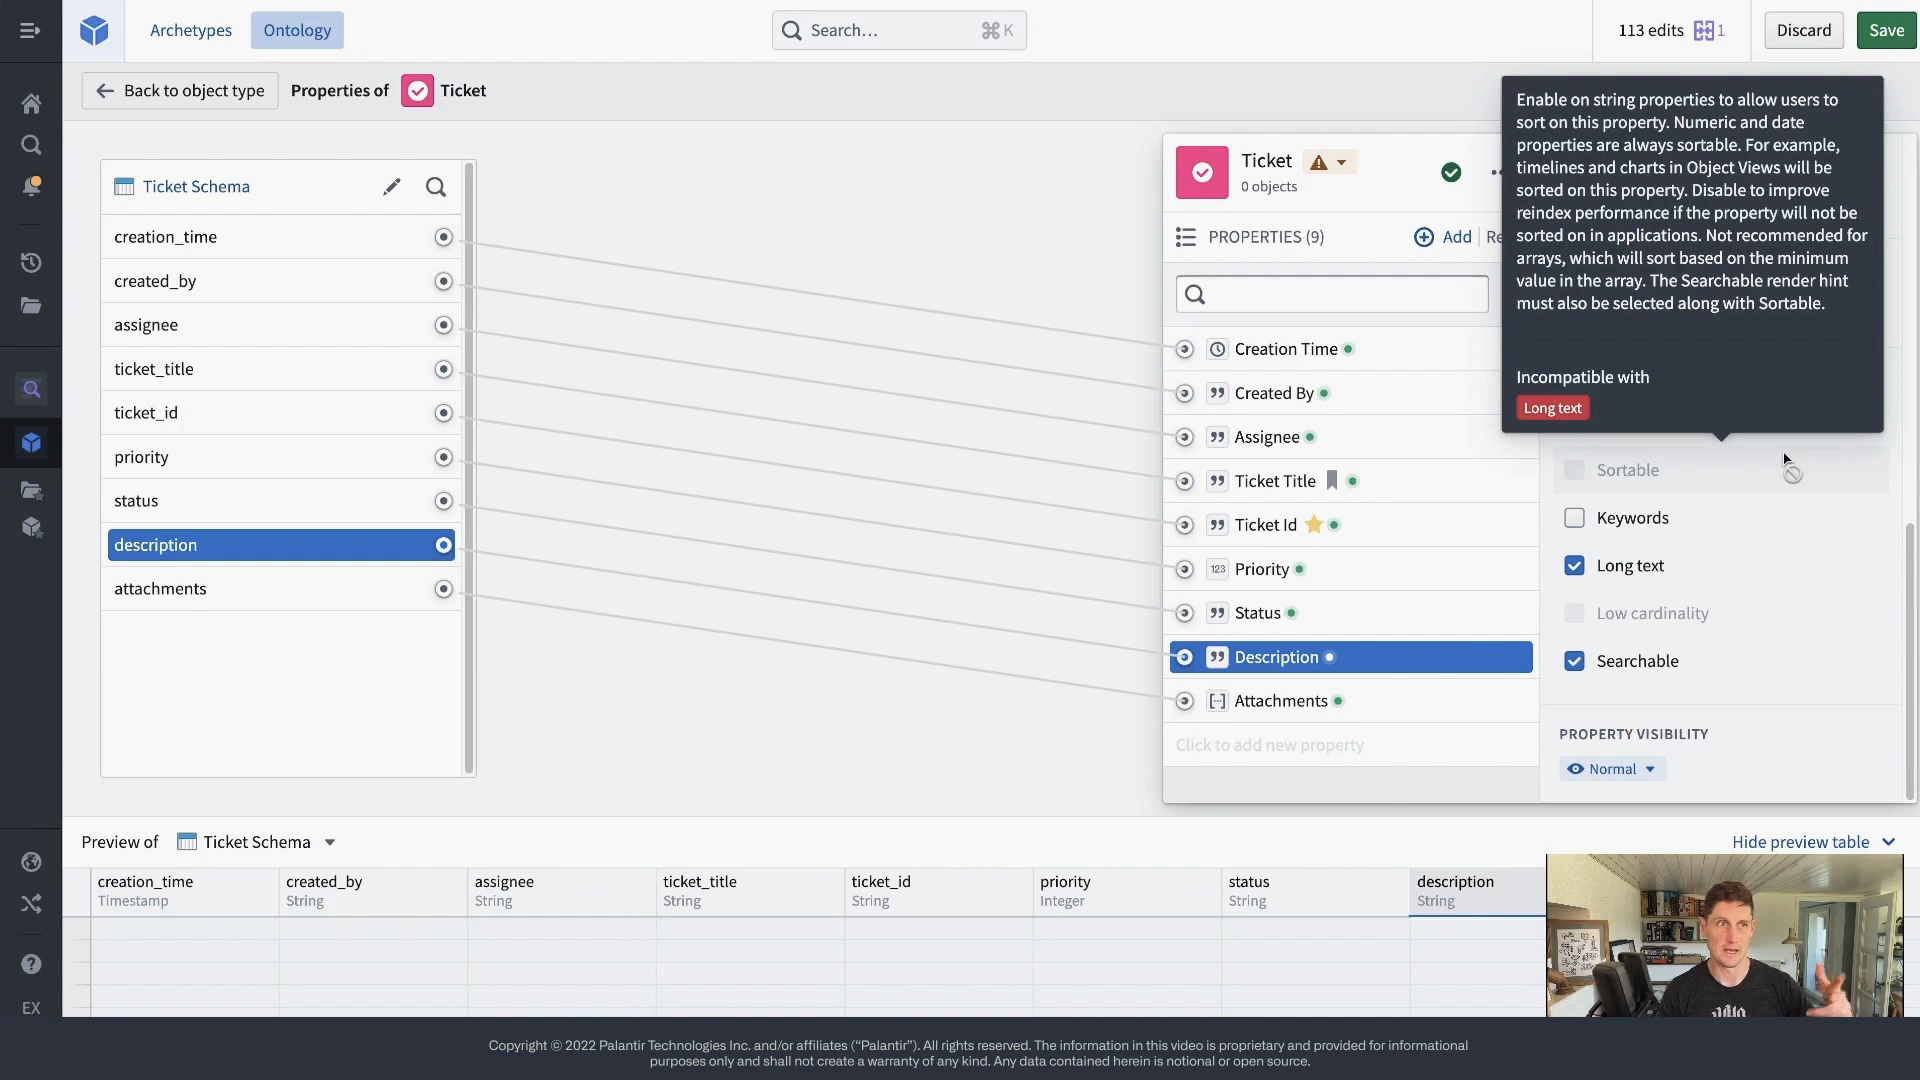 Archetypes
Ontology
Search…
⌘ K
113 edits
1
Discard
Save
Back to object type
Properties of
Ticket
Ticket Schema
creation_time
created_by
assignee
ticket_title
ticket_id
priority
status
description
attachments
Ticket
0 objects
PROPERTIES (9)
Add
Re
Creation Time
Created By
Assignee
Ticket Title
Ticket Id
123
Priority
Status
Description
Attachments
Click to add new property
Enable on string properties to allow users to
sort on this property. Numeric and date
properties are always sortable. For example,
timelines and charts in Object Views will be
sorted on this property. Disable to improve
reindex performance if the property will not be
sorted on in applications. Not recommended for
arrays, which will sort based on the minimum
value in the array. The Searchable render hint
must also be selected along with Sortable.
Incompatible with
Long text
Sortable
Keywords
Long text
Low cardinality
Searchable
PROPERTY VISIBILITY
Normal
Preview of
Ticket Schema
Hide preview table
creation_time
Timestamp
created_by
String
assignee
String
ticket_title
String
ticket_id
String
priority
Integer
status
String
description
String
EX
Copyright © 2022 Palantir Technologies Inc. and/or affiliates (“Palantir”). All rights reserved. The information in this video is proprietary and provided for informational
purposes only and shall not create a warranty of any kind. Any data contained herein is notional or open source.